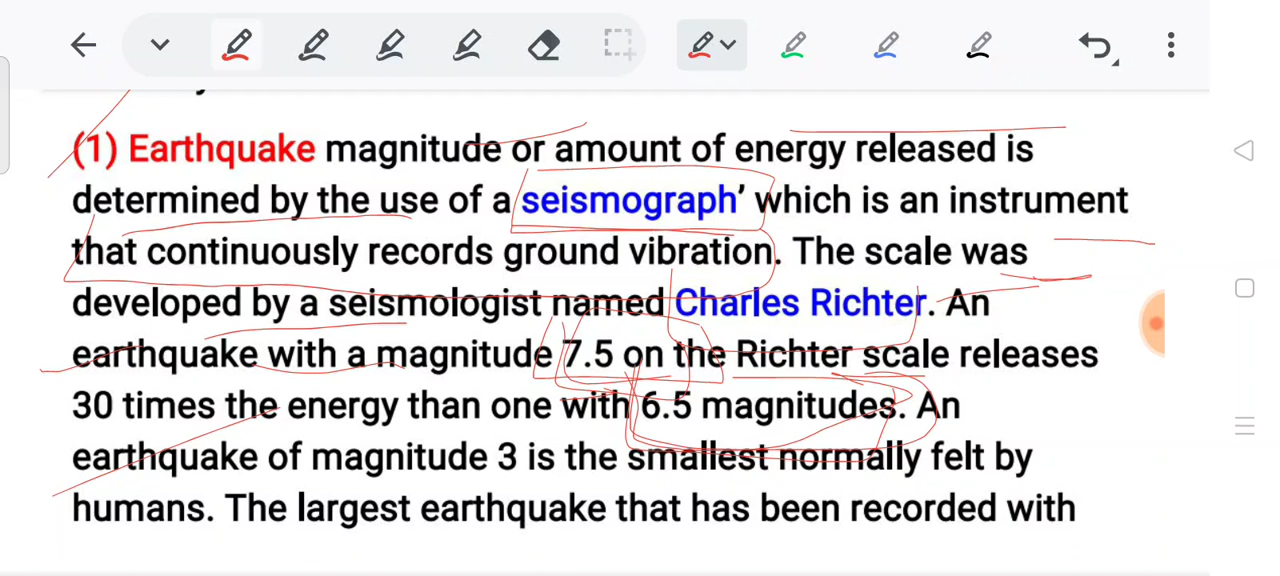 (1) Earthquake magnitude or amount of energy released is
determined by the use of a seismograph’ which is an instrument
that continuously records ground vibration. The scale was
developed by a seismologist named Charles Richter. An
earthquake with a magnitude 7.5 on the Richter scale releases
30 times the energy than one with 6.5 magnitudes. An
earthquake of magnitude 3 is the smallest normally felt by
humans. The largest earthquake that has been recorded with